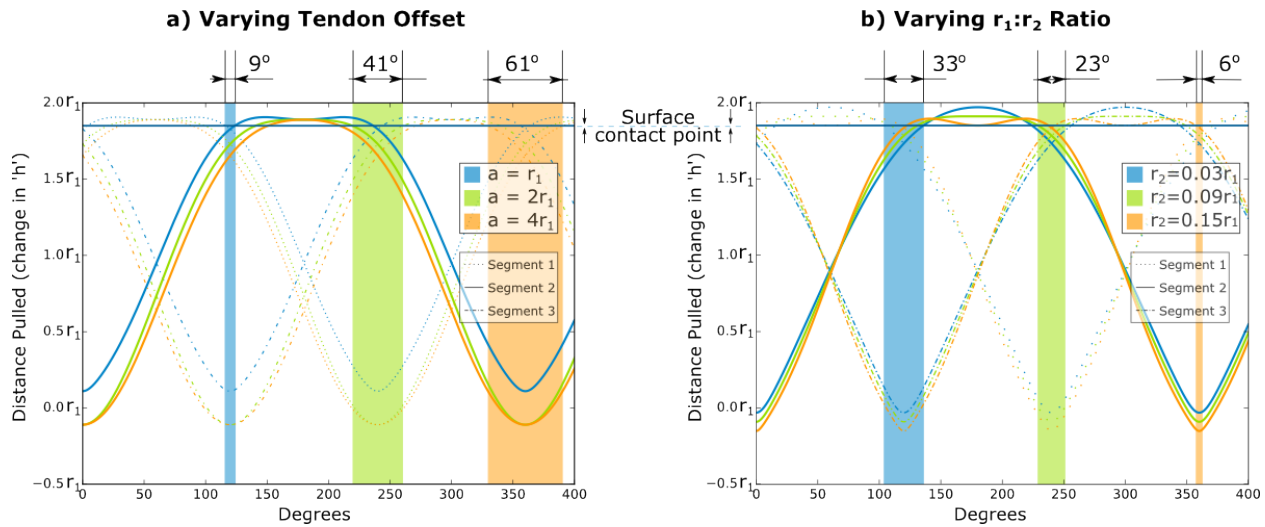 a) Varying Tendon Offset
9°
41°
61°
2.0r₁
1.5r₁
1.0r₁
0.5r₁
0.0r₁
−0.5r₁
Distance Pulled (change in 'h')
a = r₁
a = 2r₁
a = 4r₁
Segment 1
Segment 2
Segment 3
0
50
100
150
200
250
300
350
400
Degrees
Surface
contact point
b) Varying r₁:r₂ Ratio
33°
23°
6°
2.0r₁
1.5r₁
1.0r₁
0.5r₁
0.0r₁
−0.5r₁
Distance Pulled (change in 'h')
r₂=0.03r₁
r₂=0.09r₁
r₂=0.15r₁
Segment 1
Segment 2
Segment 3
0
50
100
150
200
250
300
350
400
Degrees